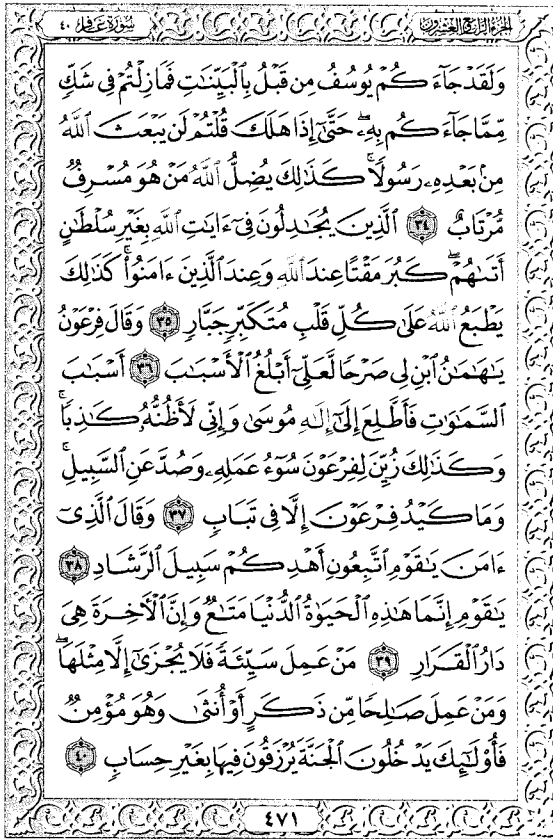 الجزء الرابع والعشرون
سورة غافر ٤٠
وَلَقَدْ جَآءَكُمْ يُوسُفُ مِن قَبْلُ بِٱلْبَيِّنَٰتِ فَمَا زِلْتُمْ فِى شَكٍّ
مِّمَّا جَآءَكُم بِهِۦ ۖ حَتَّىٰٓ إِذَا هَلَكَ قُلْتُمْ لَن يَبْعَثَ ٱللَّهُ
مِنۢ بَعْدِهِۦ رَسُولًا ۚ كَذَٰلِكَ يُضِلُّ ٱللَّهُ مَنْ هُوَ مُسْرِفٌ
مُّرْتَابٌ ٣٤ ٱلَّذِينَ يُجَٰدِلُونَ فِىٓ ءَايَٰتِ ٱللَّهِ بِغَيْرِ سُلْطَٰنٍ
أَتَىٰهُمْ ۖ كَبُرَ مَقْتًا عِندَ ٱللَّهِ وَعِندَ ٱلَّذِينَ ءَامَنُوا۟ ۚ كَذَٰلِكَ
يَطْبَعُ ٱللَّهُ عَلَىٰ كُلِّ قَلْبِ مُتَكَبِّرٍ جَبَّارٍ ٣٥ وَقَالَ فِرْعَوْنُ
يَٰهَٰمَٰنُ ٱبْنِ لِى صَرْحًا لَّعَلِّىٓ أَبْلُغُ ٱلْأَسْبَٰبَ ٣٦ أَسْبَٰبَ
ٱلسَّمَٰوَٰتِ فَأَطَّلِعَ إِلَىٰٓ إِلَٰهِ مُوسَىٰ وَإِنِّى لَأَظُنُّهُۥ كَٰذِبًا ۚ
وَكَذَٰلِكَ زُيِّنَ لِفِرْعَوْنَ سُوٓءُ عَمَلِهِۦ وَصُدَّ عَنِ ٱلسَّبِيلِ ۚ
وَمَا كَيْدُ فِرْعَوْنَ إِلَّا فِى تَبَابٍ ٣٧ وَقَالَ ٱلَّذِىٓ
ءَامَنَ يَٰقَوْمِ ٱتَّبِعُونِ أَهْدِكُمْ سَبِيلَ ٱلرَّشَادِ ٣٨
يَٰقَوْمِ إِنَّمَا هَٰذِهِ ٱلْحَيَوٰةُ ٱلدُّنْيَا مَتَٰعٌ وَإِنَّ ٱلْـَٔاخِرَةَ هِىَ
دَارُ ٱلْقَرَارِ ٣٩ مَنْ عَمِلَ سَيِّئَةً فَلَا يُجْزَىٰٓ إِلَّا مِثْلَهَا ۖ
وَمَنْ عَمِلَ صَٰلِحًا مِّن ذَكَرٍ أَوْ أُنثَىٰ وَهُوَ مُؤْمِنٌ
فَأُو۟لَٰٓئِكَ يَدْخُلُونَ ٱلْجَنَّةَ يُرْزَقُونَ فِيهَا بِغَيْرِ حِسَابٍ ٤٠
٤٧١